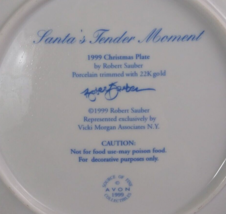 Santa's Tender Moment
1999 Christmas Plate
by Robert Sauber
Porcelain trimmed with 22K gold
©1999 Robert Sauber
Represented exclusively by
Vicki Morgan Associates N.Y.
CAUTION:
Not for food use-may poison food.
For decorative purposes only.
AVON